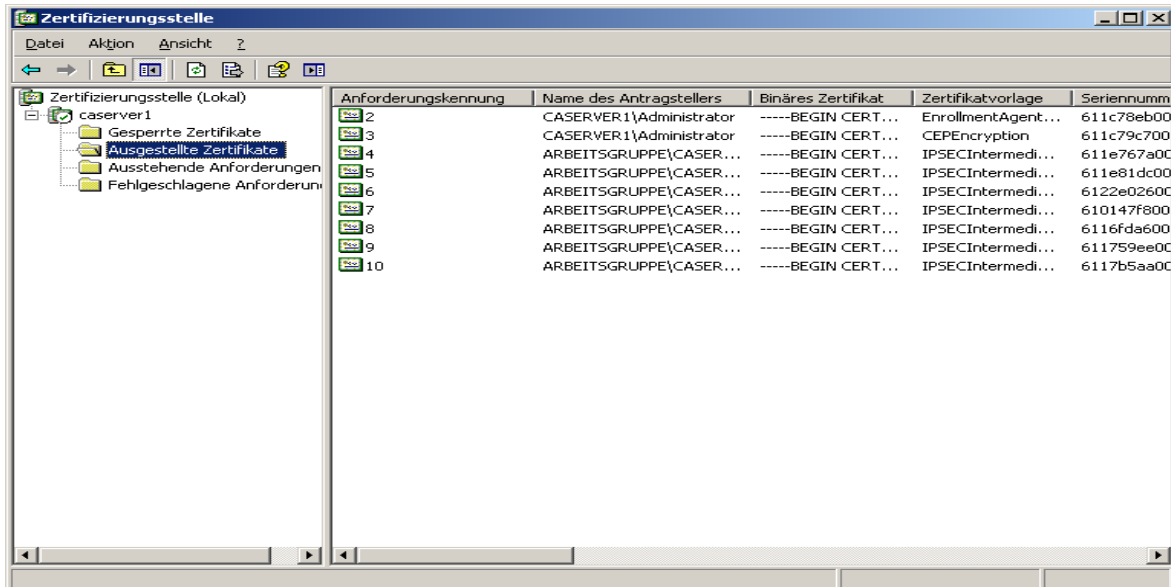 Zertifizierungsstelle
Datei Aktion Ansicht ?
Zertifizierungsstelle (Lokal)
caserver1
Gesperrte Zertifikate
Ausgestellte Zertifikate
Ausstehende Anforderungen
Fehlgeschlagene Anforderun
Anforderungskennung Name des Antragstellers Binäres Zertifikat Zertifikatvorlage Seriennumm
2 CASERVER1\Administrator -----BEGIN CERT... EnrollmentAgent... 611c78eb00
3 CASERVER1\Administrator -----BEGIN CERT... CEPEncryption 611c79c700
4 ARBEITSGRUPPE\CASER... -----BEGIN CERT... IPSECIntermedi... 611e767a00
5 ARBEITSGRUPPE\CASER... -----BEGIN CERT... IPSECIntermedi... 611e81dc00
6 ARBEITSGRUPPE\CASER... -----BEGIN CERT... IPSECIntermedi... 6122e02600
7 ARBEITSGRUPPE\CASER... -----BEGIN CERT... IPSECIntermedi... 610147f800
8 ARBEITSGRUPPE\CASER... -----BEGIN CERT... IPSECIntermedi... 6116fda600
9 ARBEITSGRUPPE\CASER... -----BEGIN CERT... IPSECIntermedi... 611759ee00
10 ARBEITSGRUPPE\CASER... -----BEGIN CERT... IPSECIntermedi... 6117b5aa00